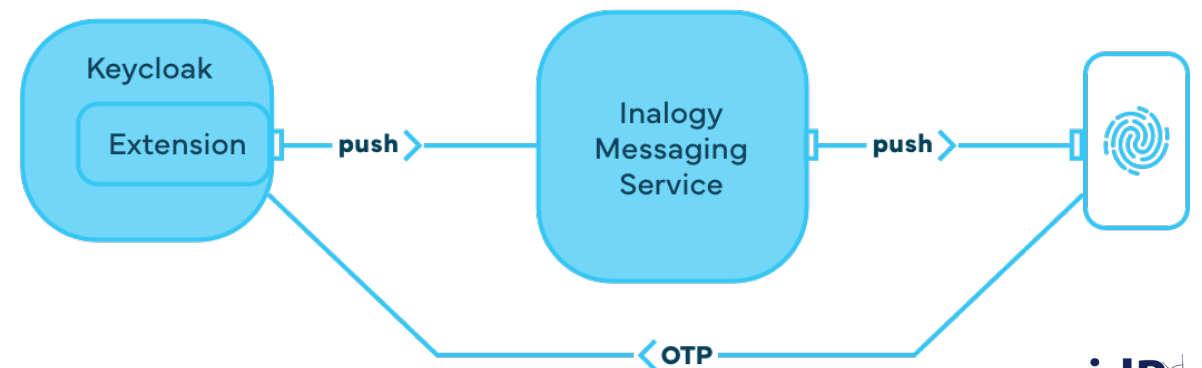 Keycloak
Extension
push
Inalogy
Messaging
Service
push
OTP